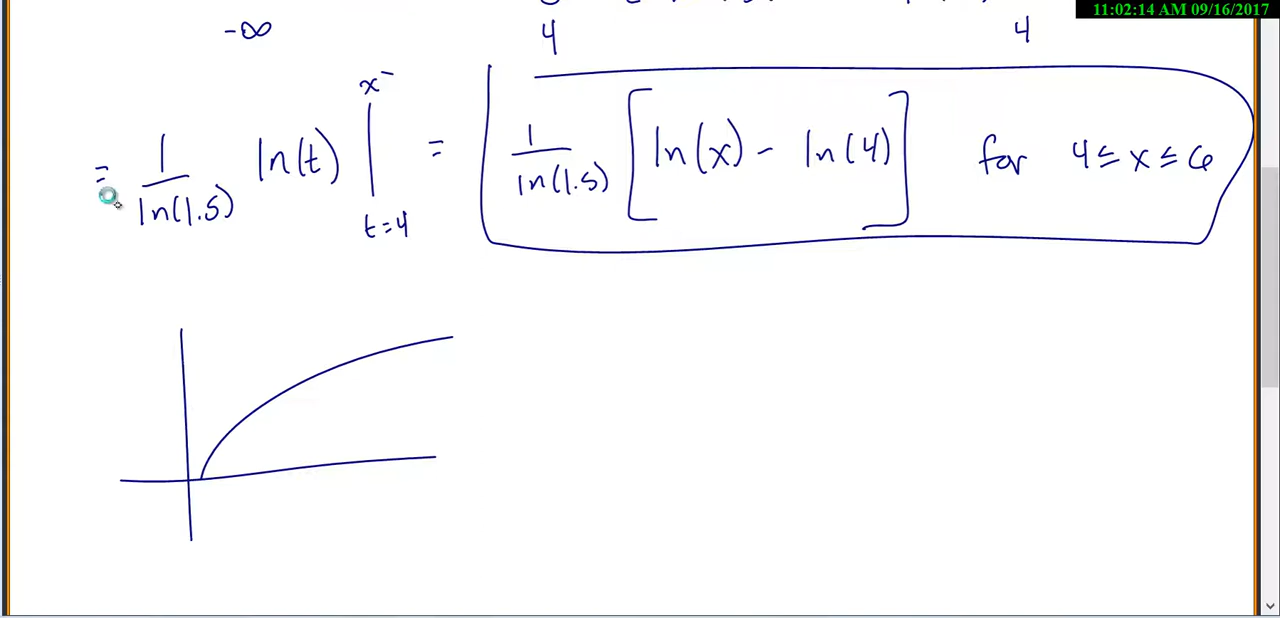 11:02:14 AM 09/16/2017
-∞ 4 4
= 1/ln(1.5) ln(t) | x t=4 = 1/ln(1.5) [ln(x) - ln(4)] for 4 ≤ x ≤ 6